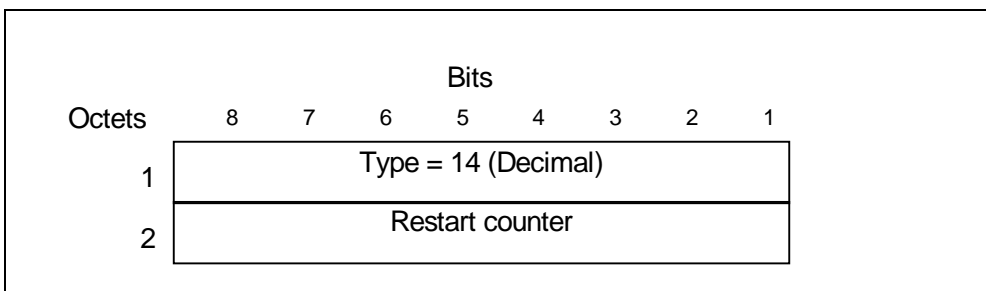 Bits
Octets 8 7 6 5 4 3 2 1
1 Type = 14 (Decimal)
2 Restart counter